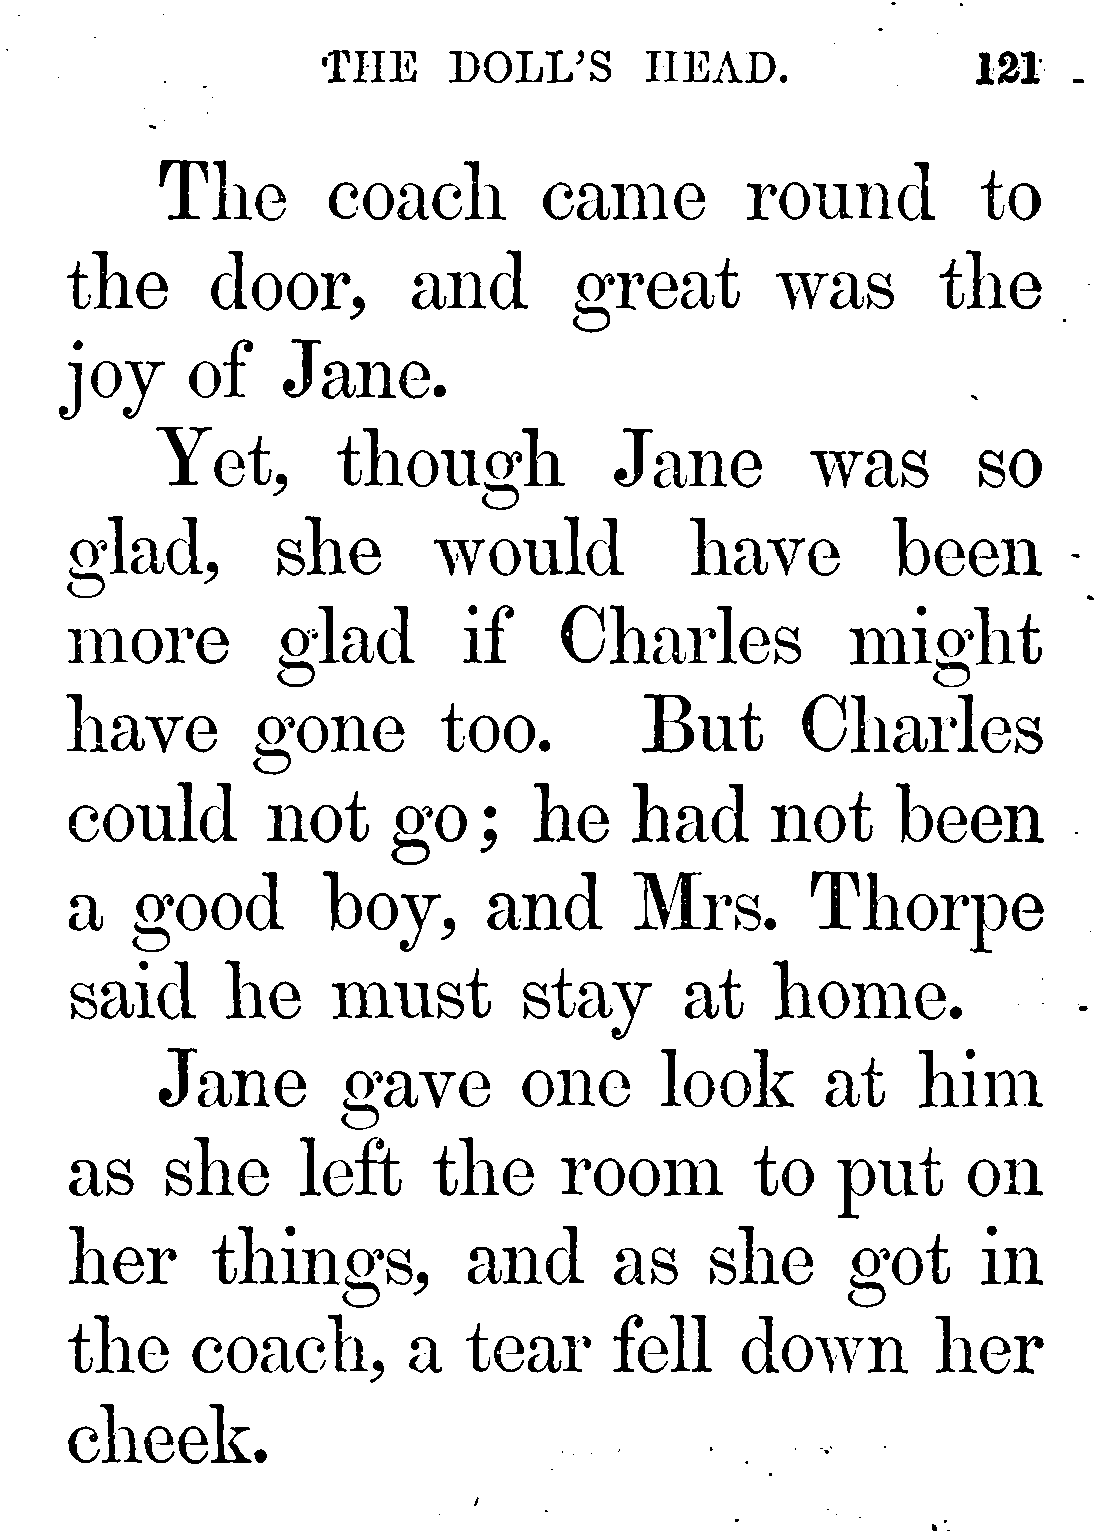 THE DOLL'S HEAD. 121
The coach came round to
the door, and great was the
joy of Jane.
Yet, though Jane was so
glad, she would have been
more glad if Charles might
have gone too. But Charles
could not go; he had not been
a good boy, and Mrs. Thorpe
said he must stay at home.
Jane gave one look at him
as she left the room to put on
her things, and as she got in
the coach, a tear fell down her
cheek.